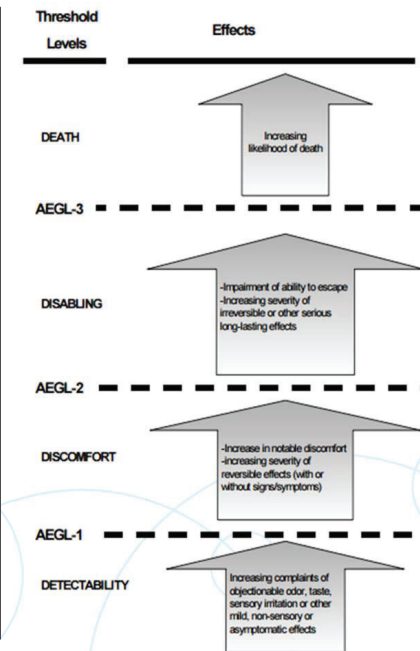 Threshold
Levels
Effects
DEATH
Increasing
likelihood of death
AEGL-3
DISABLING
-Impairment of ability to escape
-Increasing severity of
irreversible or other serious
long-lasting effects
AEGL-2
DISCOMFORT
-Increase in notable discomfort
-increasing severity of
reversible effects (with or
without signs/symptoms)
AEGL-1
DETECTABILITY
Increasing complaints of
objectionable odor, taste,
sensory irritation or other
mild, non-sensory or
asymptomatic effects